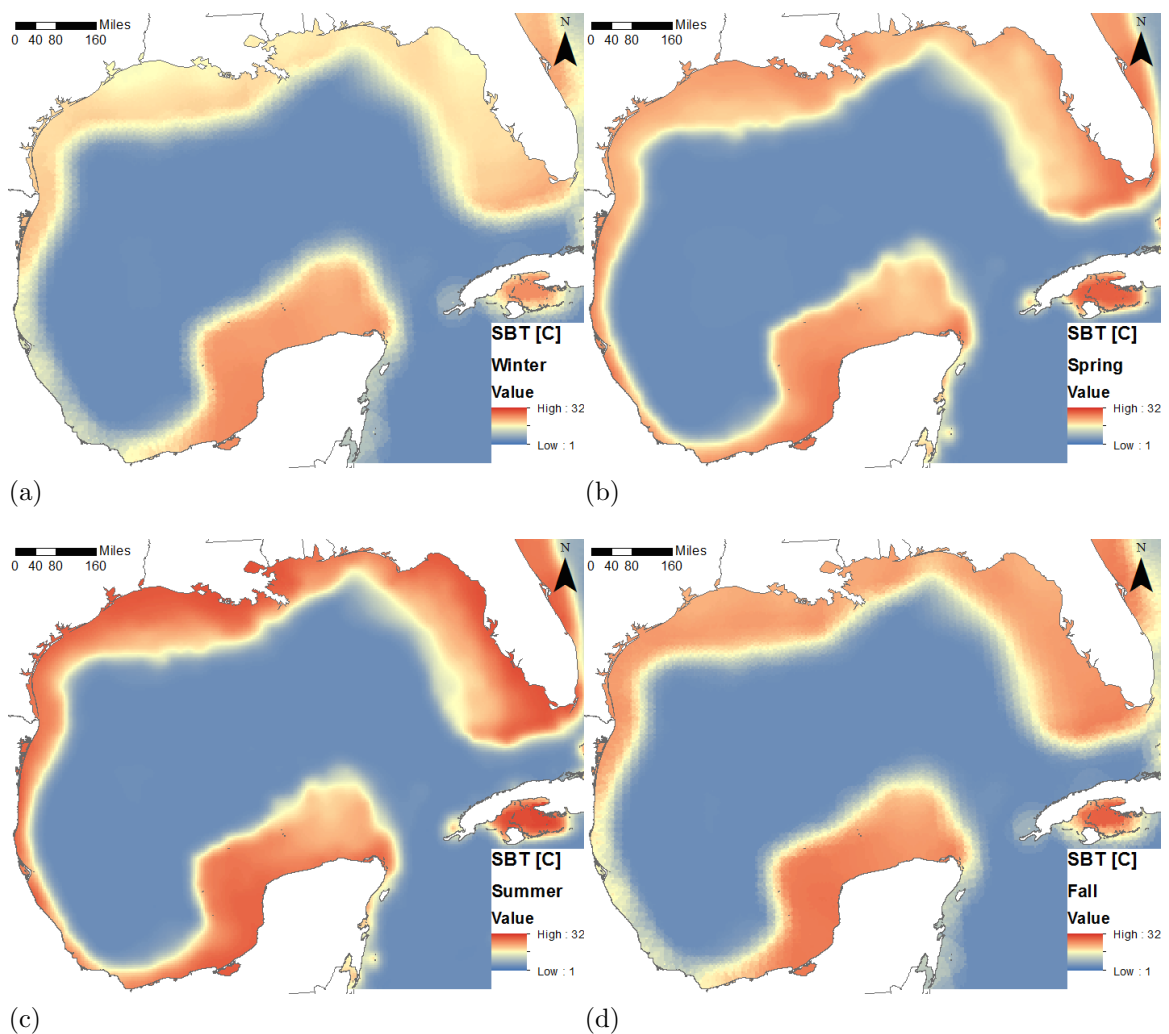 Miles
0 40 80 160
N
SBT [C]
Winter
Value
High : 32
Low : 1
(a)
Miles
0 40 80 160
N
SBT [C]
Spring
Value
High : 32
Low : 1
(b)
Miles
0 40 80 160
N
SBT [C]
Summer
Value
High : 32
Low : 1
(c)
Miles
0 40 80 160
N
SBT [C]
Fall
Value
High : 32
Low : 1
(d)